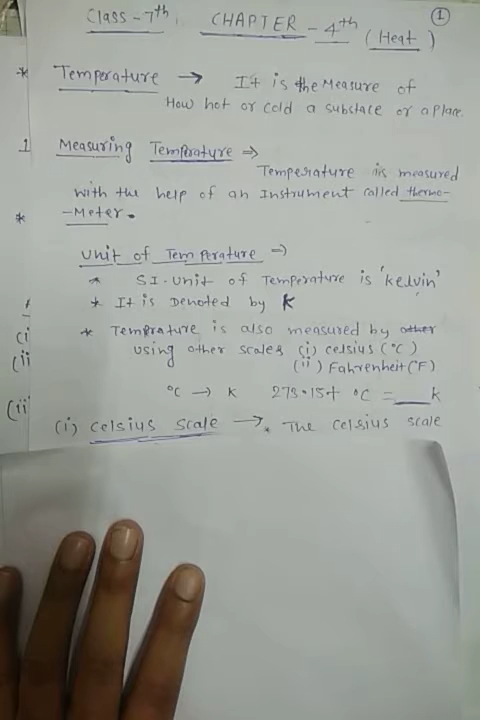 ①
Class-7th, CHAPTER - 4th
(Heat)
* Temperature → It is the Measure of
How hot or cold a substace or a place
1 Measuring Temprature ⇒
Temperature is measured
with the help of an Instrument called thermo-
* -Meter.
Unit of Temperature ⇒
* S.I. unit of Temperature is 'kelvin'
* It is Denoted by K
* Temprature is also measured by other
(i using other scales (i) celsius (°C)
(ii (ii) Fahrenheit (°F)
°C → K 273.15+ °C = __ k
(ii
(i) Celsius Scale → * The Celsius scale